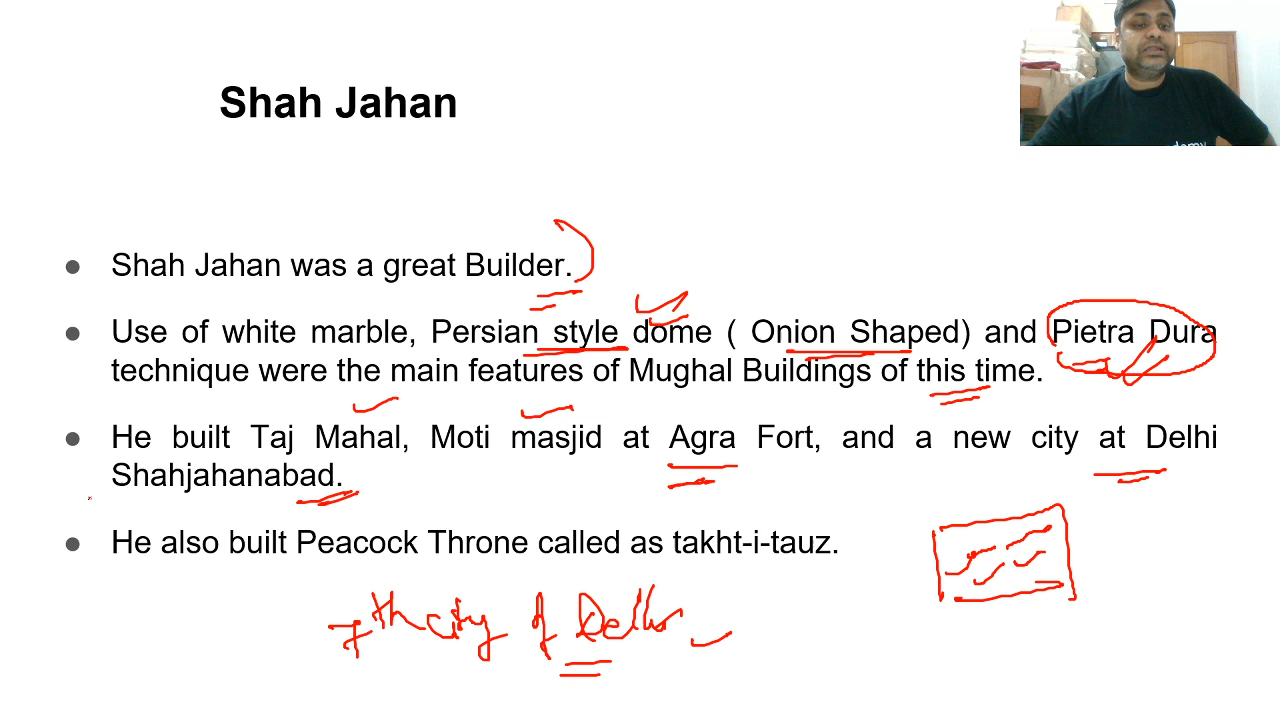 Shah Jahan
● Shah Jahan was a great Builder.
● Use of white marble, Persian style dome ( Onion Shaped) and Pietra Dura
technique were the main features of Mughal Buildings of this time.
● He built Taj Mahal, Moti masjid at Agra Fort, and a new city at Delhi
Shahjahanabad.
● He also built Peacock Throne called as takht-i-tauz.
7th city of Delhi